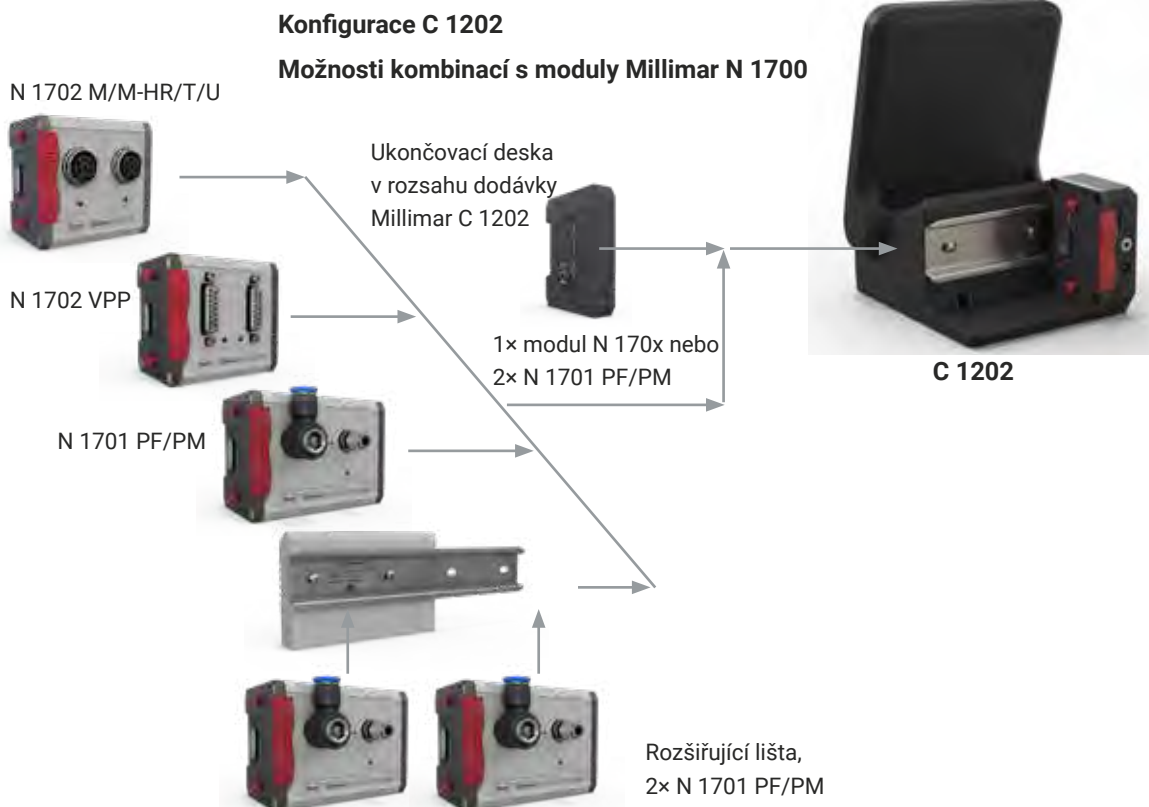 Konfigurace C 1202
Možnosti kombinací s moduly Millimar N 1700
N 1702 M/M-HR/T/U
Ukončovací deska
v rozsahu dodávky
Millimar C 1202
N 1702 VPP
1× modul N 170x nebo
2× N 1701 PF/PM
C 1202
N 1701 PF/PM
Rozšiřující lišta,
2× N 1701 PF/PM